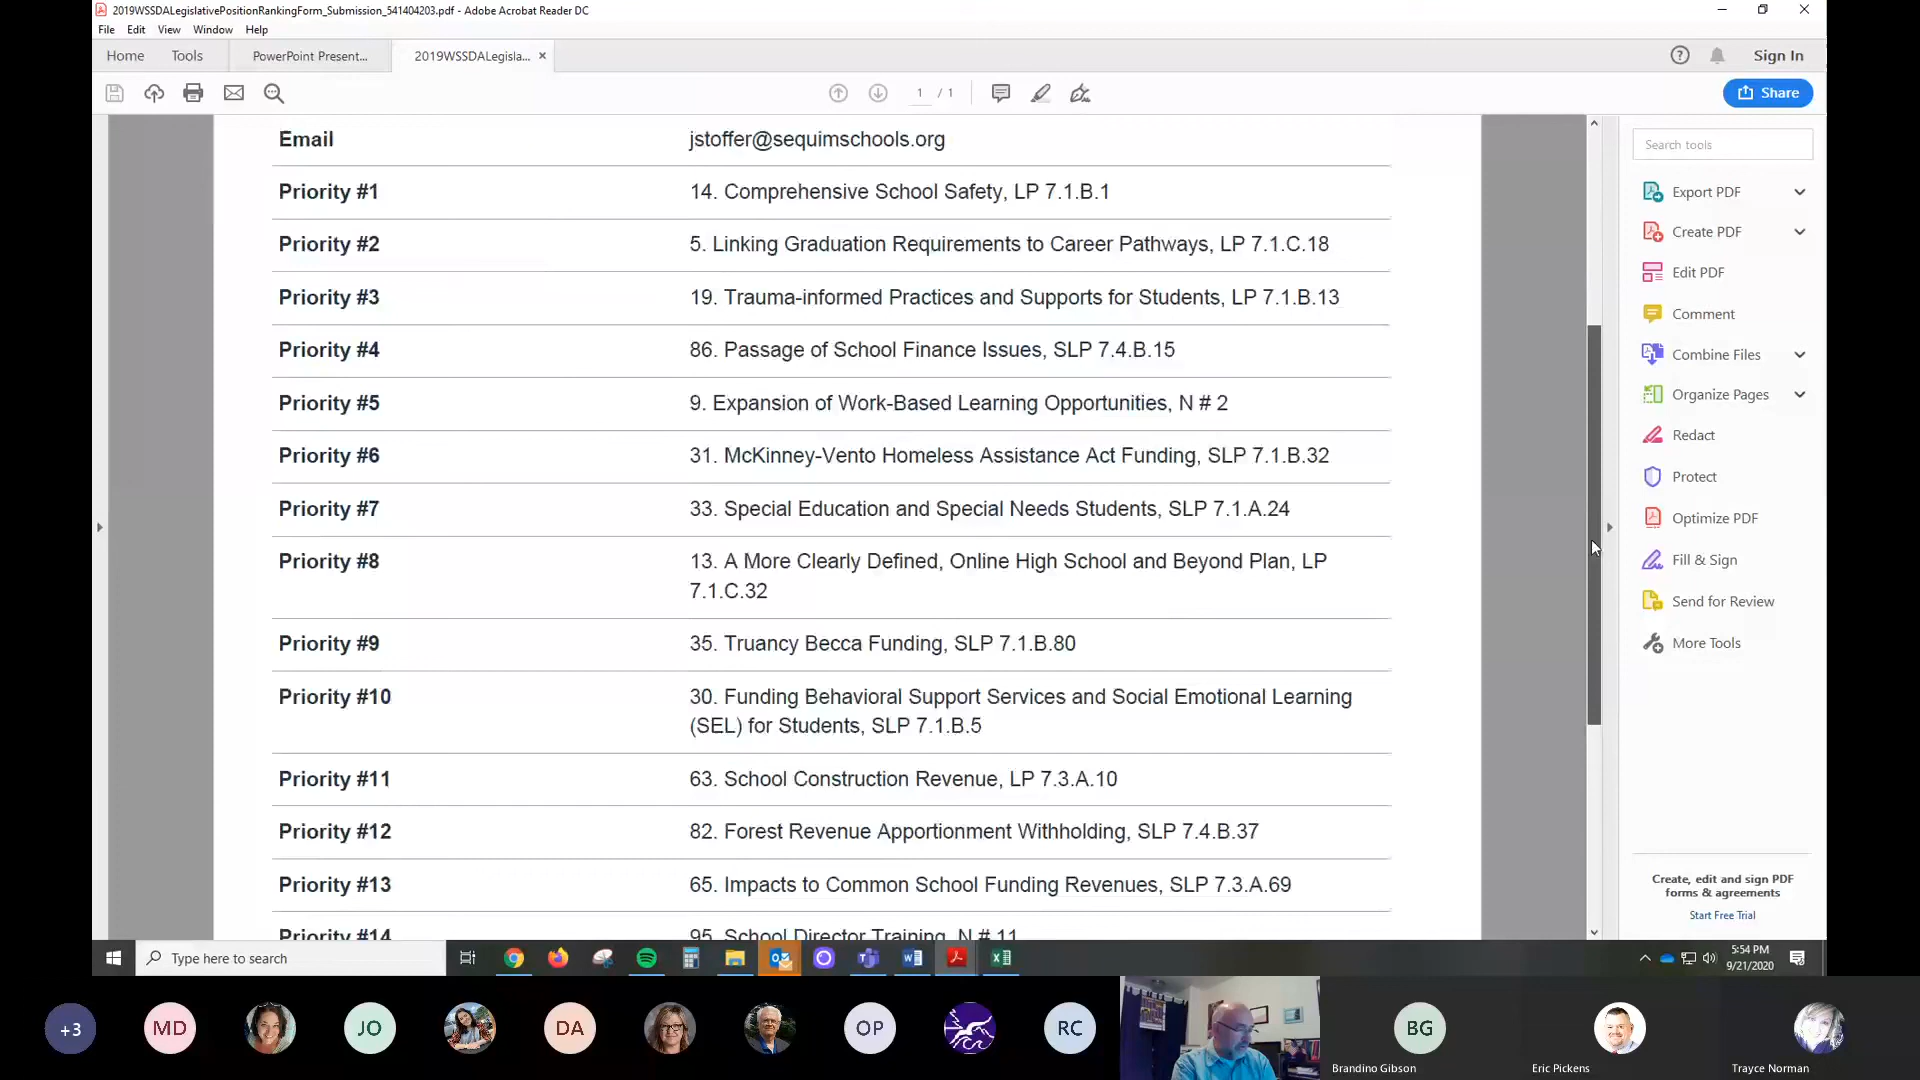 2019WSSDALegislativePositionRankingForm_Submission_541404203.pdf - Adobe Acrobat Reader DC
File Edit View Window Help
Home Tools PowerPoint Present... 2019WSSDALegisla... × Sign In
1 / 1 Share
Email jstoffer@sequimschools.org
Priority #1 14. Comprehensive School Safety, LP 7.1.B.1
Priority #2 5. Linking Graduation Requirements to Career Pathways, LP 7.1.C.18
Priority #3 19. Trauma-informed Practices and Supports for Students, LP 7.1.B.13
Priority #4 86. Passage of School Finance Issues, SLP 7.4.B.15
Priority #5 9. Expansion of Work-Based Learning Opportunities, N # 2
Priority #6 31. McKinney-Vento Homeless Assistance Act Funding, SLP 7.1.B.32
Priority #7 33. Special Education and Special Needs Students, SLP 7.1.A.24
Priority #8 13. A More Clearly Defined, Online High School and Beyond Plan, LP
7.1.C.32
Priority #9 35. Truancy Becca Funding, SLP 7.1.B.80
Priority #10 30. Funding Behavioral Support Services and Social Emotional Learning
(SEL) for Students, SLP 7.1.B.5
Priority #11 63. School Construction Revenue, LP 7.3.A.10
Priority #12 82. Forest Revenue Apportionment Withholding, SLP 7.4.B.37
Priority #13 65. Impacts to Common School Funding Revenues, SLP 7.3.A.69
Priority #14 95. School Director Training, N # 11
Search tools
Export PDF
Create PDF
Edit PDF
Comment
Combine Files
Organize Pages
Redact
Protect
Optimize PDF
Fill & Sign
Send for Review
More Tools
Create, edit and sign PDF
forms & agreements
Start Free Trial
Type here to search
5:54 PM
9/21/2020
+3 MD JO DA OP RC BG
Brandino Gibson Eric Pickens Trayce Norman